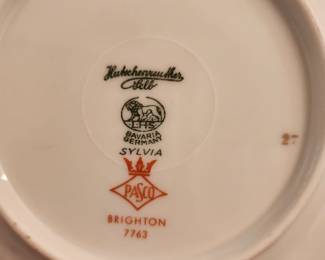 Hutschenreuther
Selb
LHS
BAVARIA
GERMANY
SYLVIA
PASCO
BRIGHTON
7763